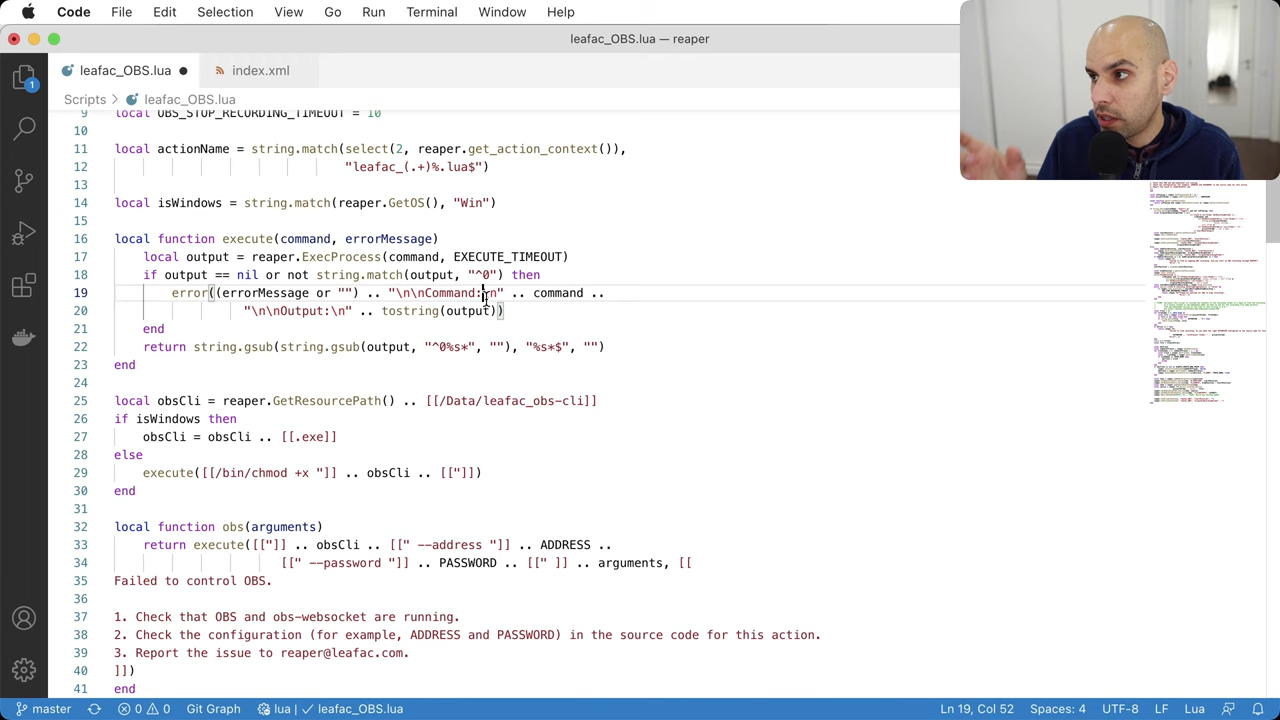 Code File Edit Selection View Go Run Terminal Window Help
leafac_OBS.lua — reaper
leafac_OBS.lua index.xml
Scripts leafac_OBS.lua
1
9 local OBS_STOP_RECORDING_TIMEOUT = 10
10
11 local actionName = string.match(select(2, reaper.get_action_context()),
12 "leafac_(.+)%.lua$")
13
14 local isWindows = string.match(reaper.GetOS(), "Win")
15
16 local function execute(command, errorMessage)
17 local output = reaper.ExecProcess(command, OBS_CLI_TIMEOUT)
18 if output == nil or
19 error(errorMessage .. "\n\nCommand: " .. command ..
20 "\n\nOutput:\n" .. tostring(output))
21 end
22 return string.gsub(string.gsub(output, "^0%s*", ""), "%s*$", "")
23 end
24
25 local obsCli = reaper.GetResourcePath() .. [[/Data/leafac_obs-cli]]
26 if isWindows then
27 obsCli = obsCli .. [[.exe]]
28 else
29 execute([[/bin/chmod +x "]] .. obsCli .. [["]])
30 end
31
32 local function obs(arguments)
33 return execute([["]] .. obsCli .. [[" --address "]] .. ADDRESS ..
34 [[" --password "]] .. PASSWORD .. [[" ]] .. arguments, [[
35 Failed to control OBS.
36
37 1. Check that OBS and obs-websocket are running.
38 2. Check the configuration (for example, ADDRESS and PASSWORD) in the source code for this action.
39 3. Report the issue to reaper@leafac.com.
40 ]])
41 end
master 0 0 Git Graph lua leafac_OBS.lua Ln 19, Col 52 Spaces: 4 UTF-8 LF Lua